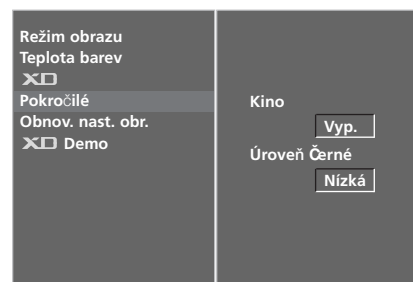 Režim obrazu
Teplota barev
XD
Pokročilé
Obnov. nast. obr.
XD Demo
Kino
Vyp.
Úroveň Černé
Nízká